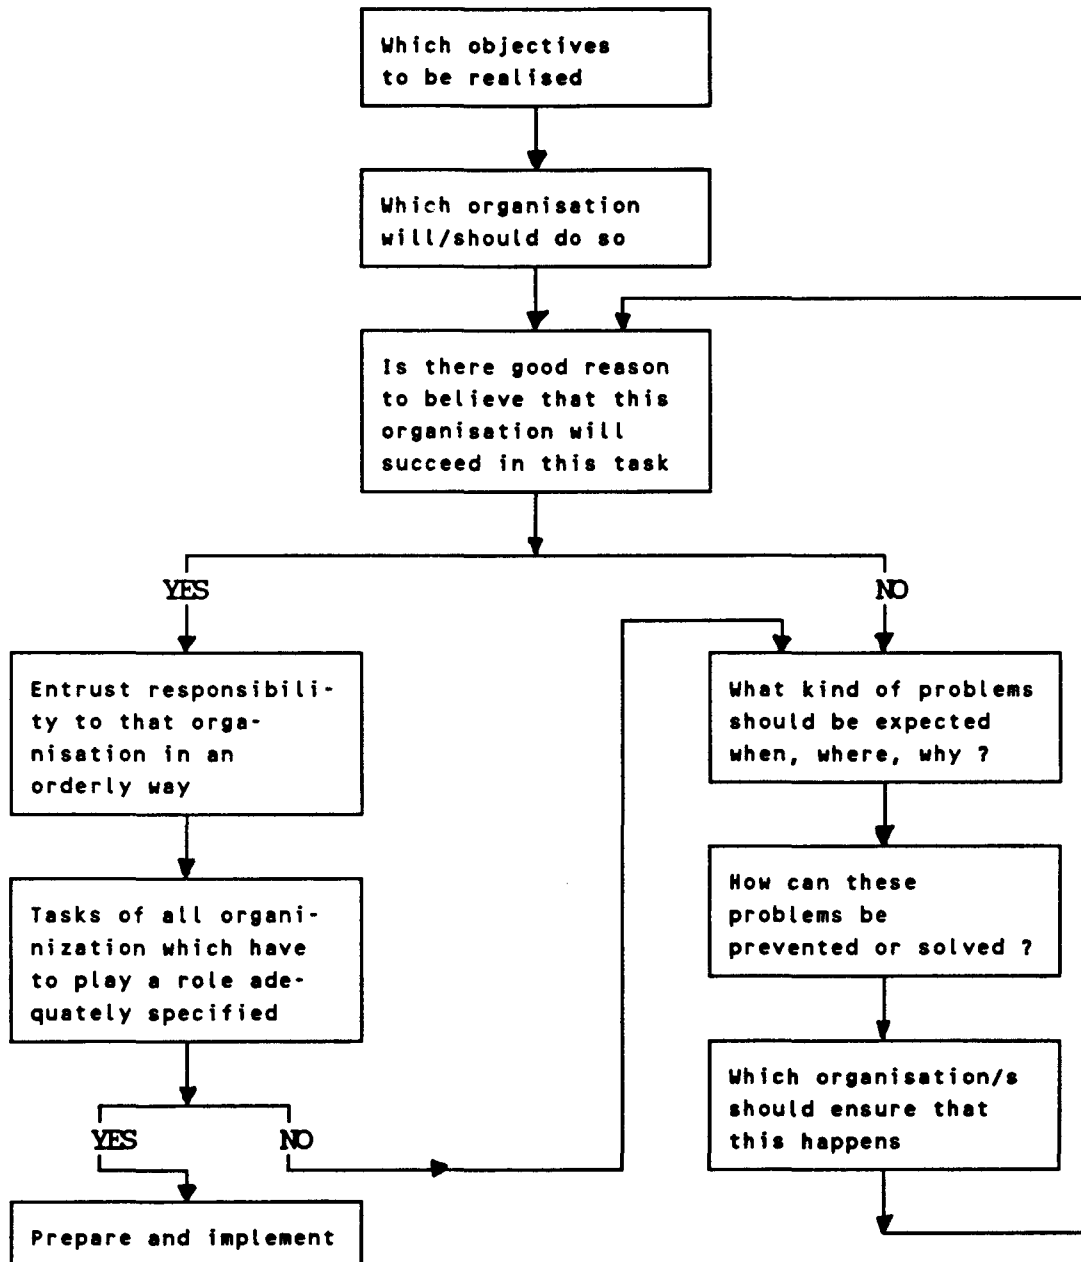 Which objectives
to be realised
Which organisation
will/should do so
Is there good reason
to believe that this
organisation will
succeed in this task
YES
NO
Entrust responsibili-
ty to that orga-
nisation in an
orderly way
What kind of problems
should be expected
when, where, why ?
Tasks of all organi-
nization which have
to play a role ade-
quately specified
How can these
problems be
prevented or solved ?
Which organisation/s
should ensure that
this happens
YES
NO
Prepare and implement